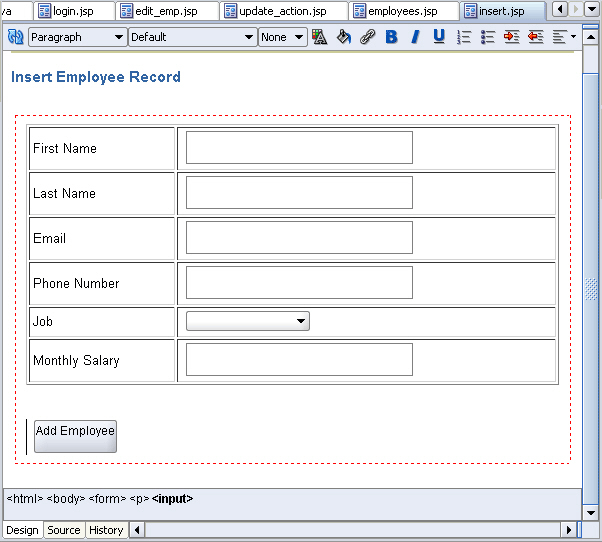 va login.jsp edit_emp.jsp update_action.jsp employees.jsp insert.jsp
Paragraph Default None A B I U
Insert Employee Record
First Name
Last Name
Email
Phone Number
Job
Monthly Salary
Add Employee
<html> <body> <form> <p> <input>
Design Source History